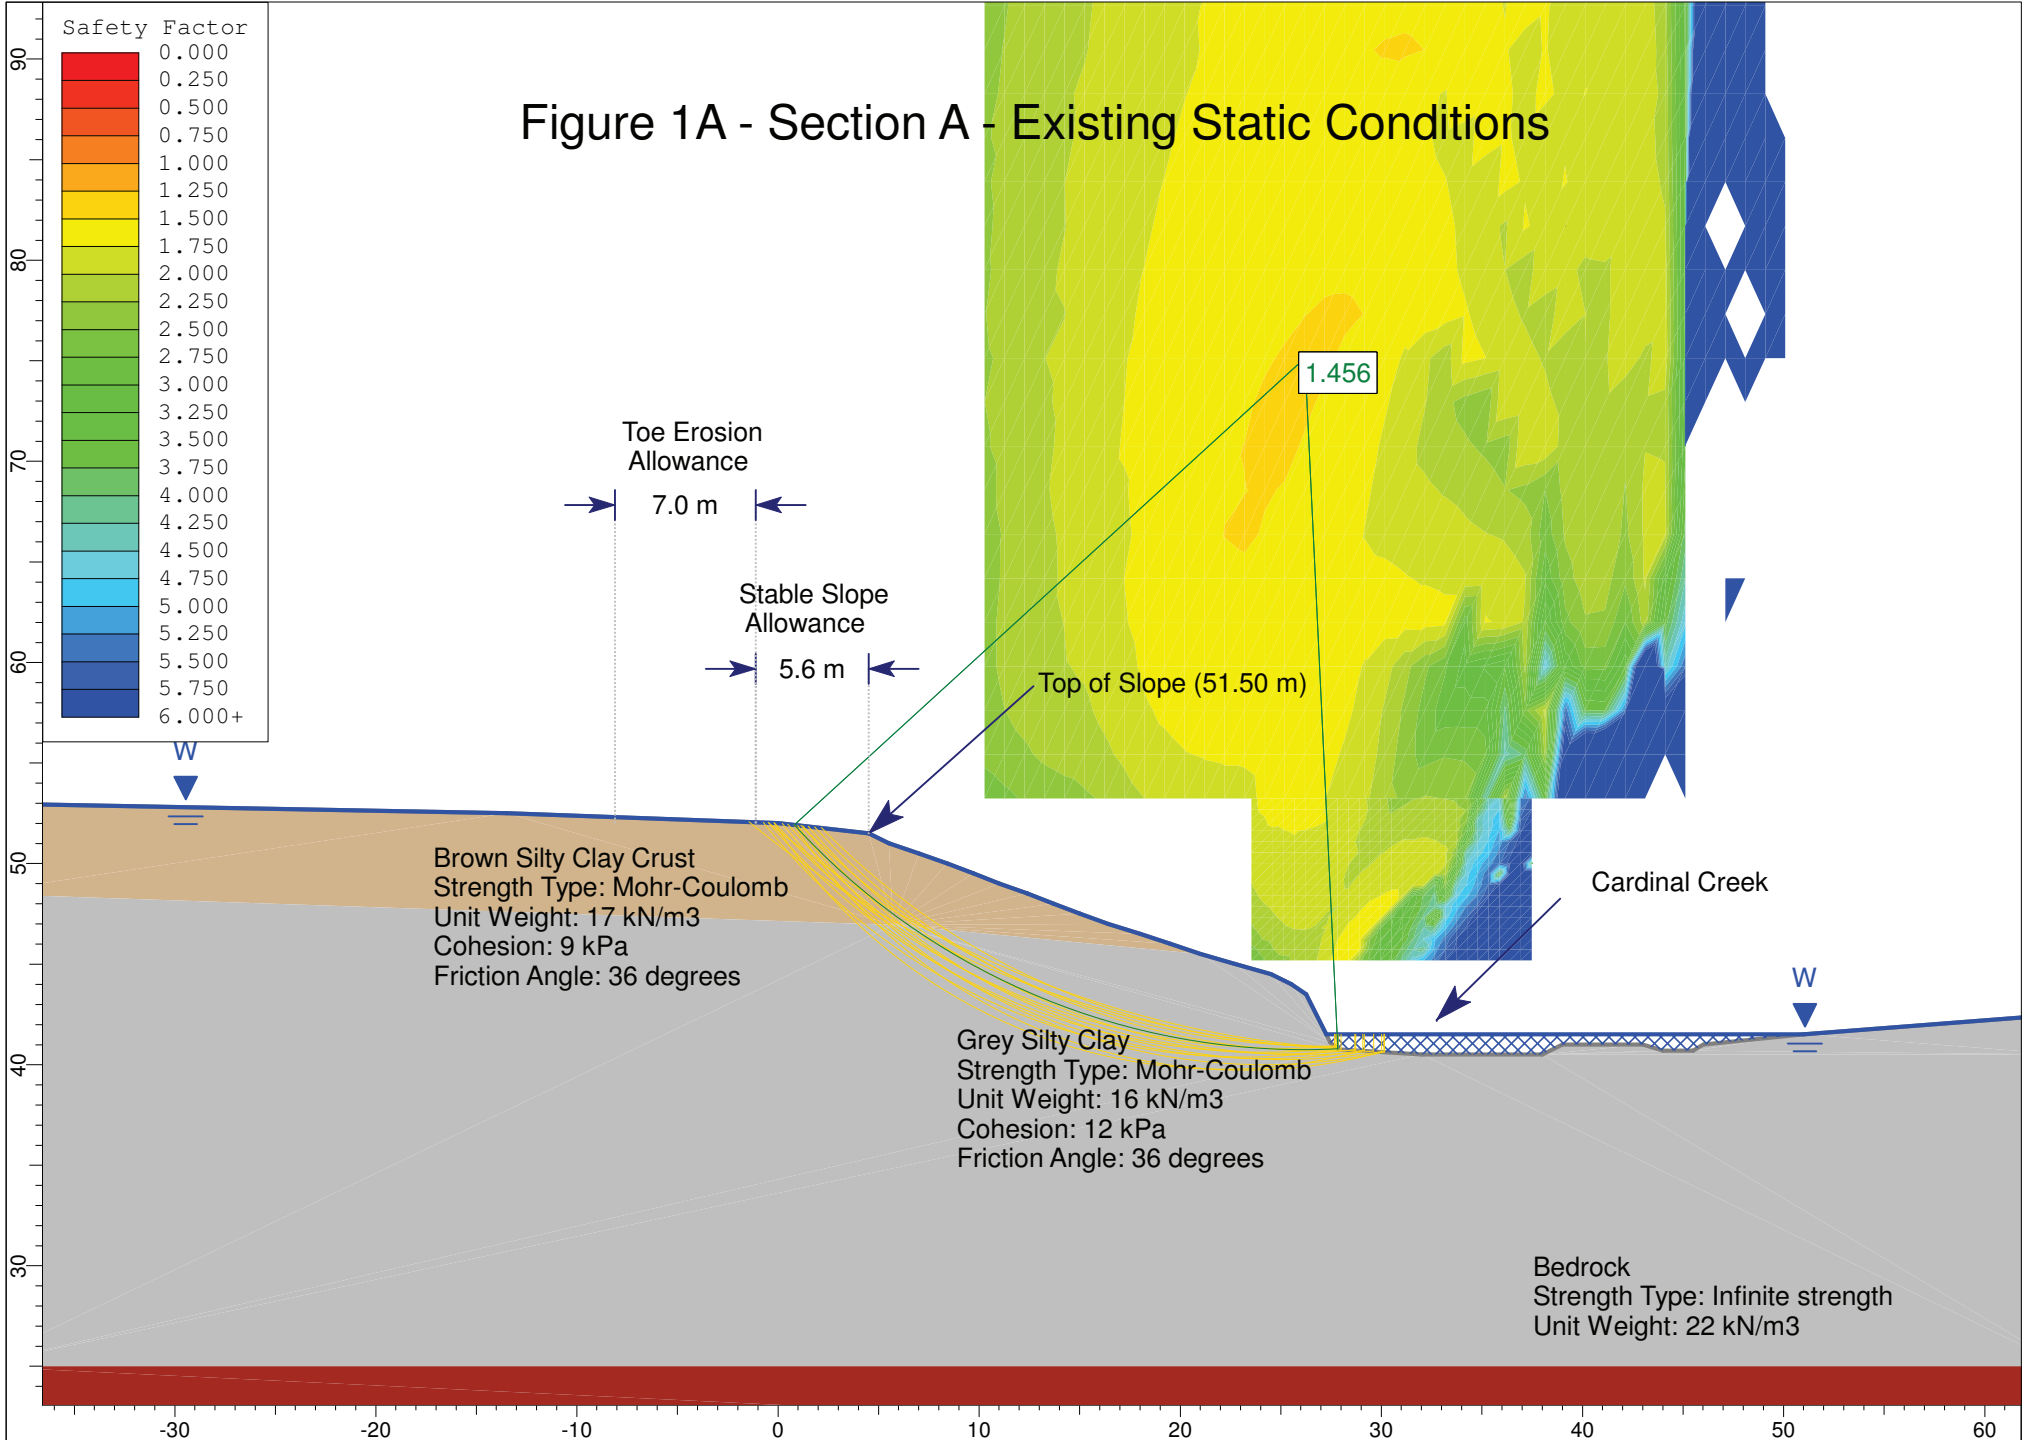 Safety Factor
0.000
0.250
0.500
0.750
1.000
1.250
1.500
1.750
2.000
2.250
2.500
2.750
3.000
3.250
3.500
3.750
4.000
4.250
4.500
4.750
5.000
5.250
5.500
5.750
6.000+
Figure 1A - Section A - Existing Static Conditions
1.456
Toe Erosion
Allowance
7.0 m
Stable Slope
Allowance
5.6 m
Top of Slope (51.50 m)
W
Brown Silty Clay Crust
Strength Type: Mohr-Coulomb
Unit Weight: 17 kN/m3
Cohesion: 9 kPa
Friction Angle: 36 degrees
Cardinal Creek
W
Grey Silty Clay
Strength Type: Mohr-Coulomb
Unit Weight: 16 kN/m3
Cohesion: 12 kPa
Friction Angle: 36 degrees
Bedrock
Strength Type: Infinite strength
Unit Weight: 22 kN/m3
90
80
70
60
50
40
30
-30
-20
-10
0
10
20
30
40
50
60